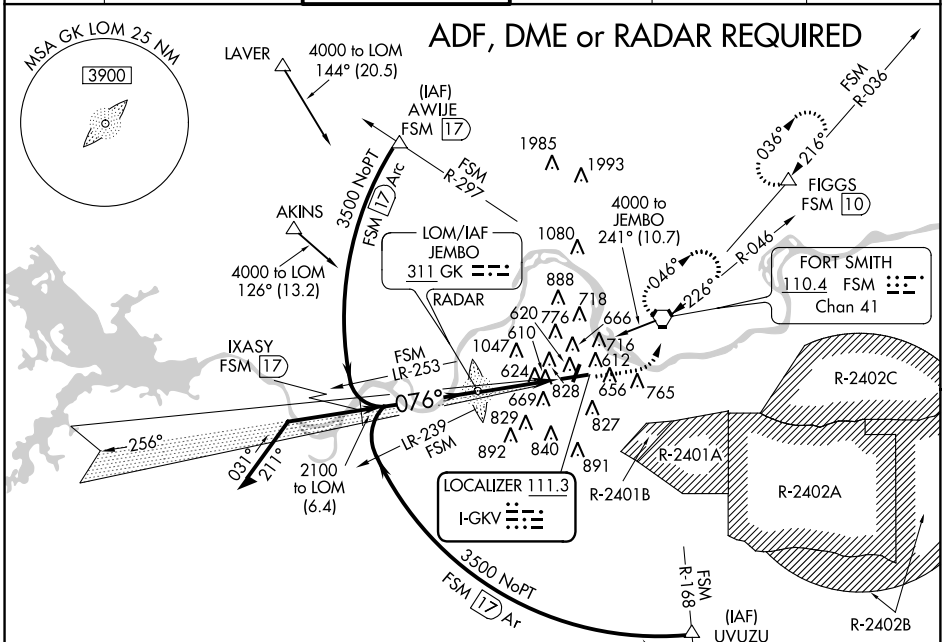 ADF, DME or RADAR REQUIRED
MSA GK LOM 25 NM
3900
LAVER
4000 to LOM
144° (20.5)
(IAF)
AWIJE
FSM 17
FSM
R-297
3500 NoPT
FSM 17 Arc
AKINS
4000 to LOM
126° (13.2)
LOM/IAF
JEMBO
311 GK
RADAR
1985
1993
1080
4000 to
JEMBO
241° (10.7)
FSM
R-036
036°
216°
FIGGS
FSM 10
R-046
046°
226°
FORT SMITH
110.4 FSM
Chan 41
888
718
620
776
666
610
716
1047
612
624
828
656
765
669
829
827
892
840
891
IXASY
FSM 17
FSM
LR-253
076°
LR-239
FSM
256°
031°
211°
2100
to LOM
(6.4)
LOCALIZER 111.3
I-GKV
R-2401B
R-2401A
R-2402A
R-2402C
R-2402B
3500 NoPT
FSM 17 Ar
FSM
R-168
(IAF)
UVUZU